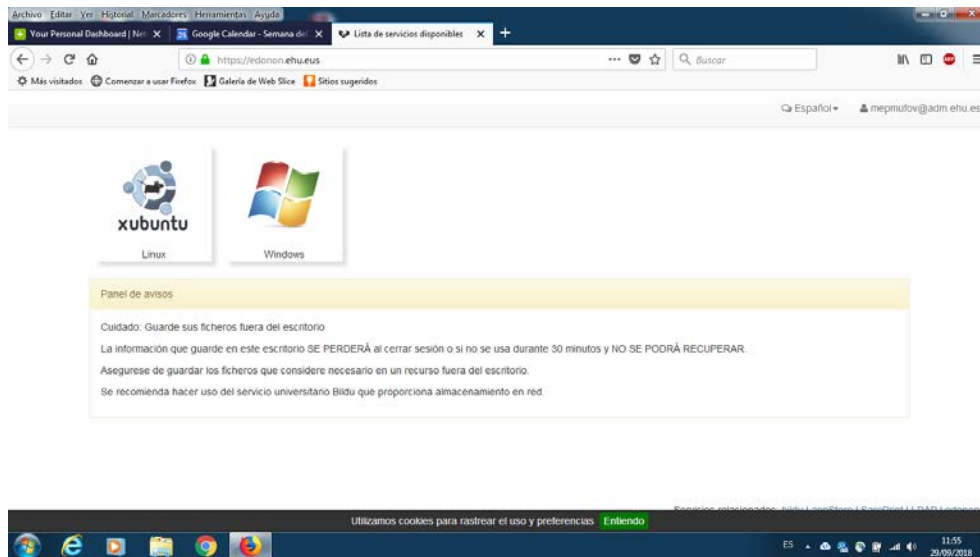 Archivo Editar Ver Historial Marcadores Herramientas Ayuda
Your Personal Dashboard | Net
Google Calendar - Semana del
Lista de servicios disponibles
https://edonon.ehu.eus
Buscar
Más visitados Comenzar a usar Firefox Galería de Web Slice Sitios sugeridos
Español
mepmufov@adm.ehu.es
xubuntu
Linux
Windows
Panel de avisos
Cuidado: Guarde sus ficheros fuera del escritorio
La información que guarde en este escritorio SE PERDERÁ al cerrar sesión o si no se usa durante 30 minutos y NO SE PODRÁ RECUPERAR.
Asegurese de guardar los ficheros que considere necesario en un recurso fuera del escritorio.
Se recomienda hacer uso del servicio universitario Bildu que proporciona almacenamiento en red.
Utilizamos cookies para rastrear el uso y preferencias Entiendo
ES
11:55
29/09/2018